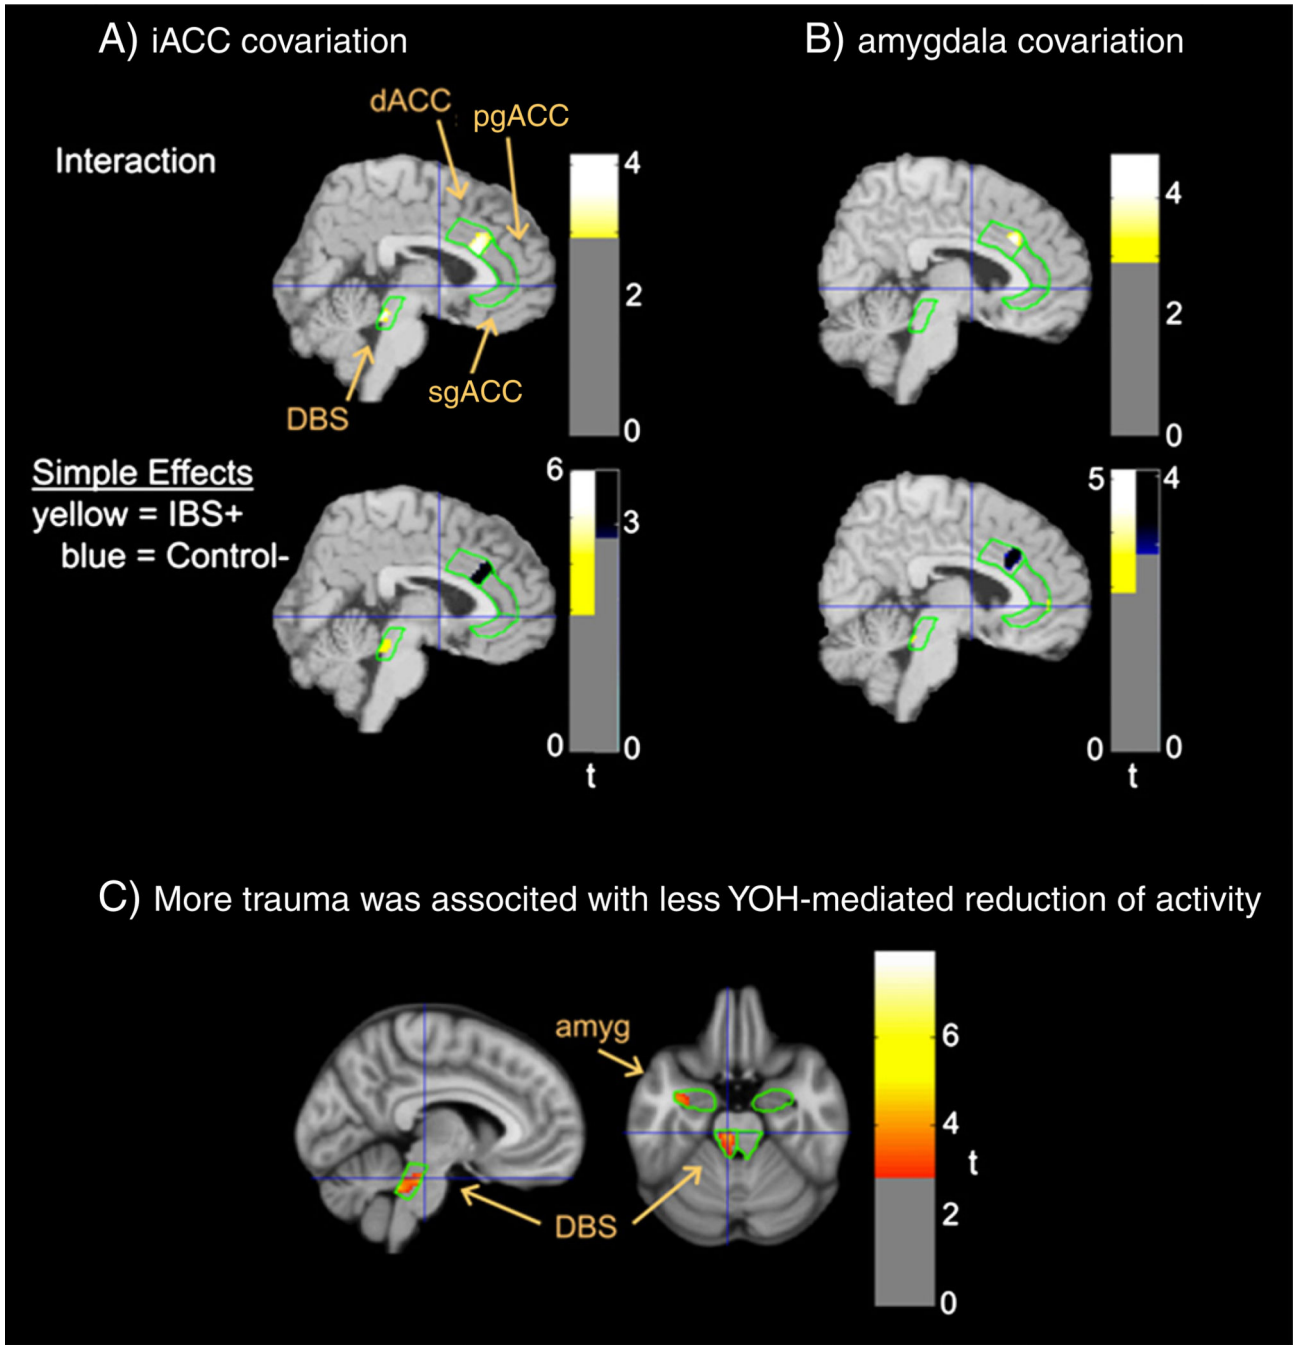 A) iACC covariation
B) amygdala covariation
dACC
pgACC
Interaction
4
2
0
4
2
0
sgACC
DBS
Simple Effects
yellow = IBS+
blue = Control-
6
3
0
0
t
5
4
0
0
t
C) More trauma was associted with less YOH-mediated reduction of activity
amyg
DBS
6
4
t
2
0